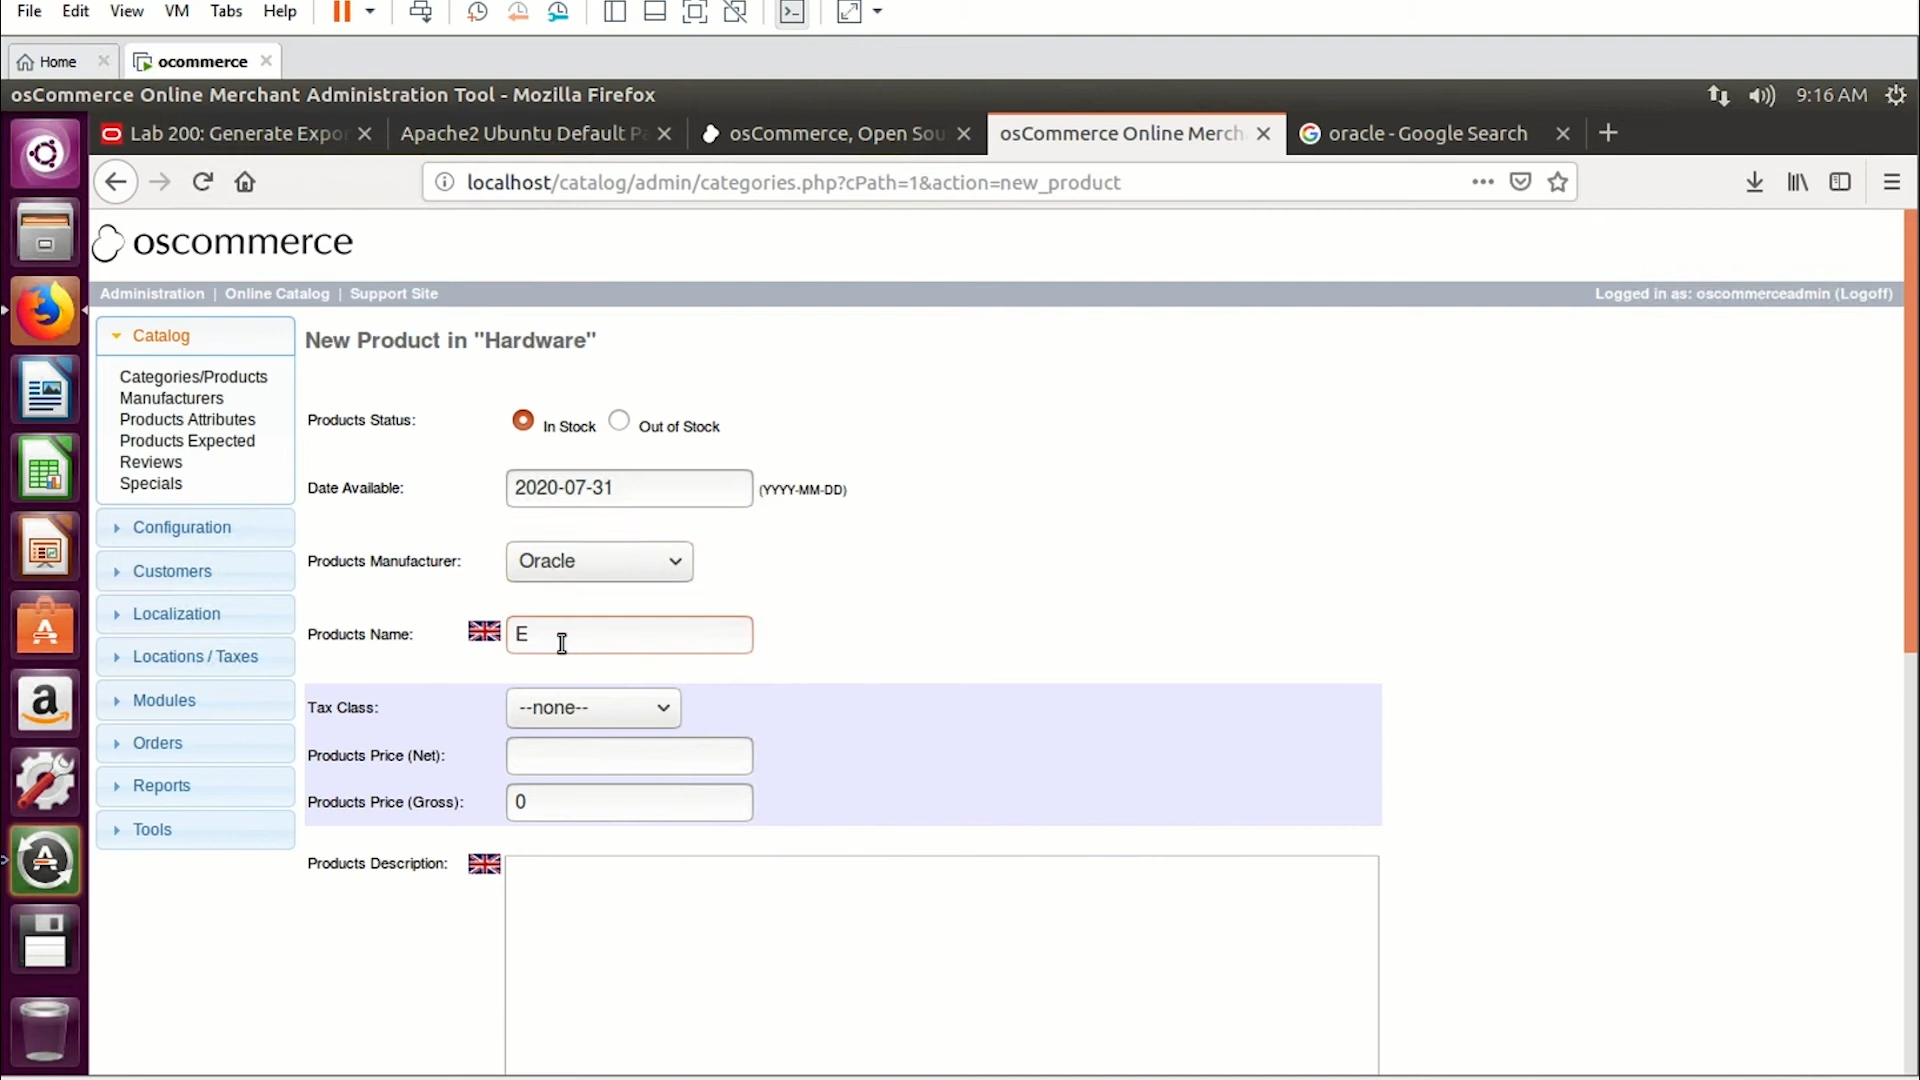 File Edit View VM Tabs Help
Home ocommerce
osCommerce Online Merchant Administration Tool - Mozilla Firefox 9:16 AM
Lab 200: Generate Expor Apache2 Ubuntu Default Pa osCommerce, Open Sou osCommerce Online Merch oracle - Google Search
localhost/catalog/admin/categories.php?cPath=1&action=new_product
oscommerce
Administration | Online Catalog | Support Site Logged in as: oscommerceadmin (Logoff)
Catalog
New Product in "Hardware"
Categories/Products
Manufacturers
Products Attributes
Products Expected
Reviews
Specials
Configuration
Customers
Localization
Locations / Taxes
Modules
Orders
Reports
Tools
Products Status: In Stock Out of Stock
Date Available: 2020-07-31 (YYYY-MM-DD)
Products Manufacturer: Oracle
Products Name: E
Tax Class: --none--
Products Price (Net):
Products Price (Gross): 0
Products Description: